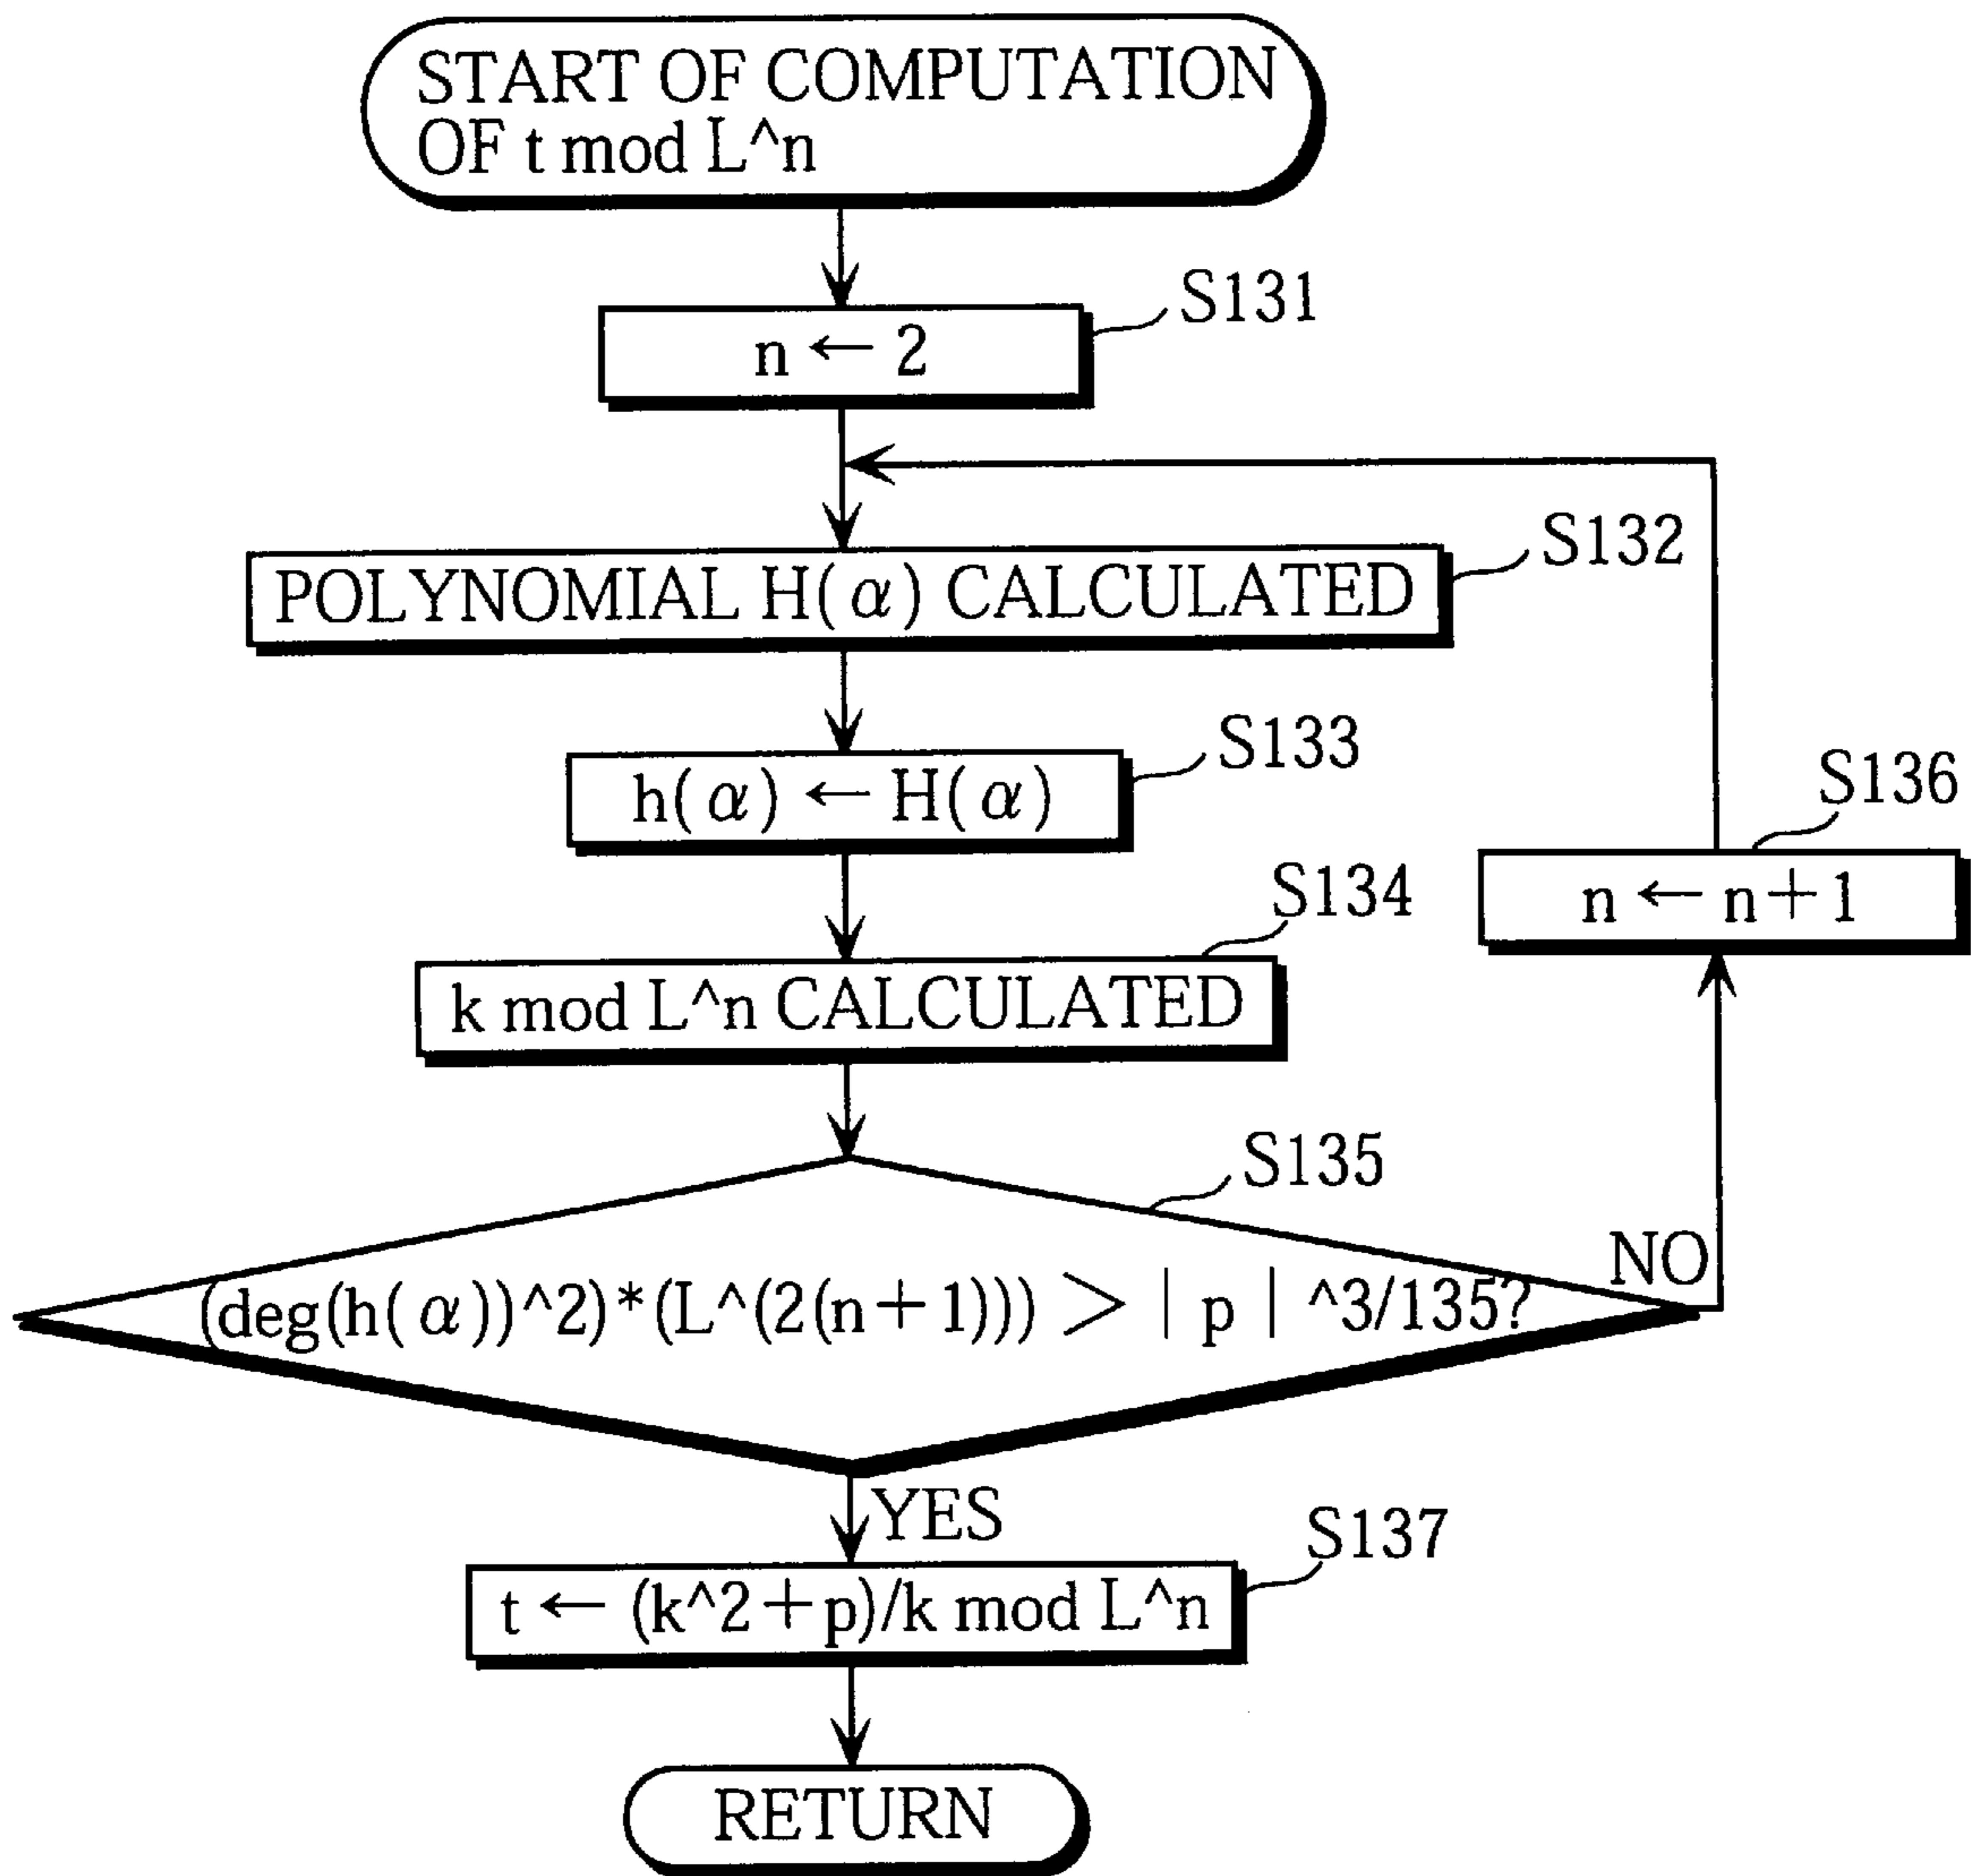 START OF COMPUTATION
OF t mod L^n
S131
n ← 2
S132
POLYNOMIAL H(α) CALCULATED
S133
h(α) ← H(α)
S136
n ← n+1
S134
k mod L^n CALCULATED
S135
NO
(deg(h(α))^2)*(L^(2(n+1))) > | p | ^3/135?
YES
S137
t ← (k^2+p)/k mod L^n
RETURN